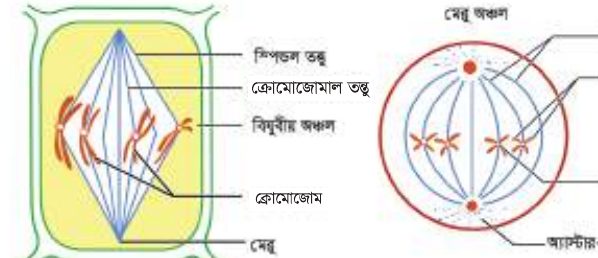 মেরু অঞ্চল
স্পিন্ডল তন্তু
ক্রোমোজোমাল তন্তু
বিষুবীয় অঞ্চল
ক্রোমোজোম
মেরু
অ্যাস্টার